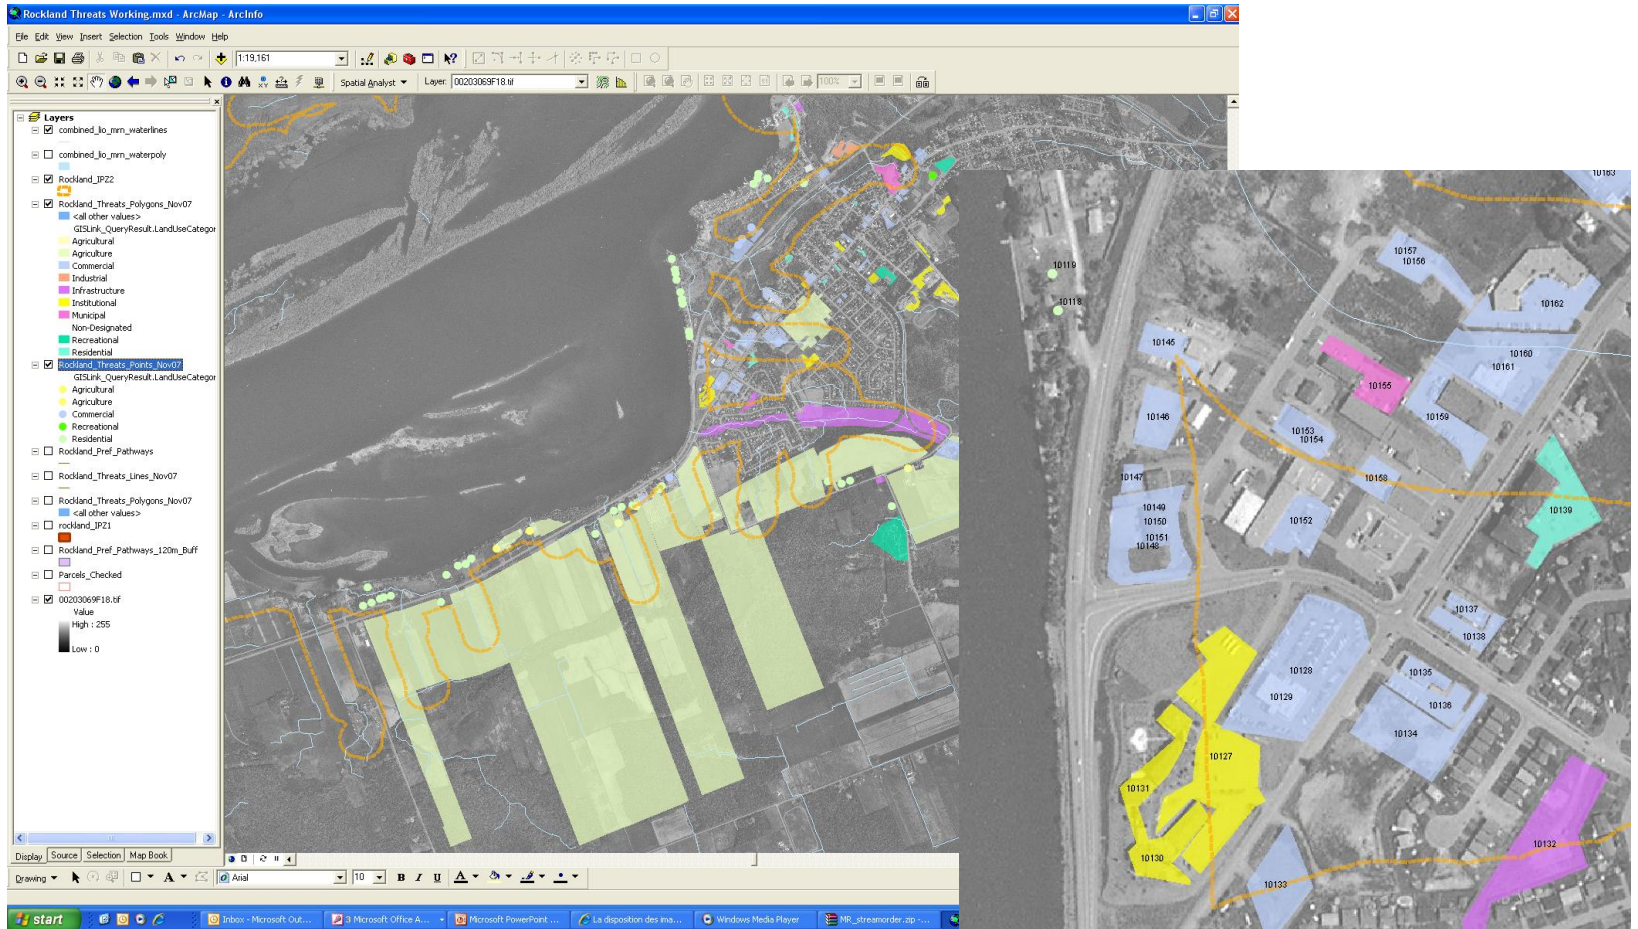 Rockland Threats Working.mxd - ArcMap - ArcInfo
File Edit View Insert Selection Tools Window Help
1:19,161
Spatial Analyst Layer: 00203069F18.tif 100%
Layers
combined_lio_mrn_waterlines
combined_lio_mrn_waterpoly
Rockland_IPZ2
Rockland_Threats_Polygons_Nov07
<all other values>
GISLink_QueryResult.LandUseCategor
Agricultural
Agriculture
Commercial
Industrial
Infrastructure
Institutional
Municipal
Non-Designated
Recreational
Residential
Rockland_Threats_Points_Nov07
GISLink_QueryResult.LandUseCategor
Agricultural
Agriculture
Commercial
Recreational
Residential
Rockland_Pref_Pathways
Rockland_Threats_Lines_Nov07
Rockland_Threats_Polygons_Nov07
<all other values>
rockland_IPZ1
Rockland_Pref_Pathways_120m_Buff
Parcels_Checked
00203069F18.tif
Value
High : 255
Low : 0
Display Source Selection Map Book
Drawing Arial 10 B I U A
start Inbox - Microsoft Out... 3 Microsoft Office A... Microsoft PowerPoint ... La disposition des ima... Windows Media Player MR_streamorder.zip -...
10163
10157
10156
10119
10118
10162
10145
10160
10161
10155
10146
10159
10153
10154
10147
10158
10149
10139
10150
10152
10151
10148
10137
10138
10128
10135
10129
10136
10134
10127
10131
10132
10130
10133